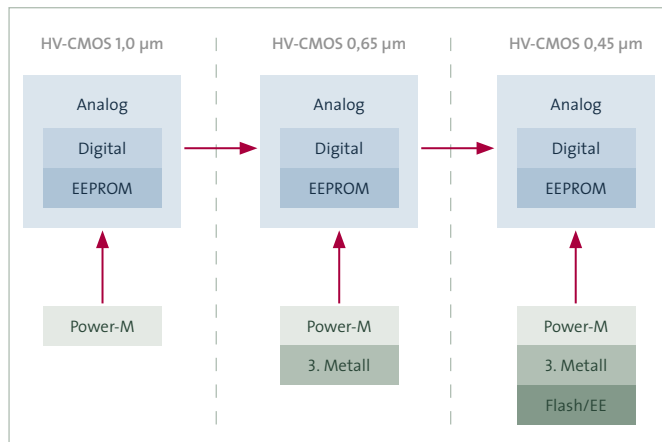 HV-CMOS 1,0 µm
Analog
Digital
EEPROM
Power-M
HV-CMOS 0,65 µm
Analog
Digital
EEPROM
Power-M
3. Metall
HV-CMOS 0,45 µm
Analog
Digital
EEPROM
Power-M
3. Metall
Flash/EE